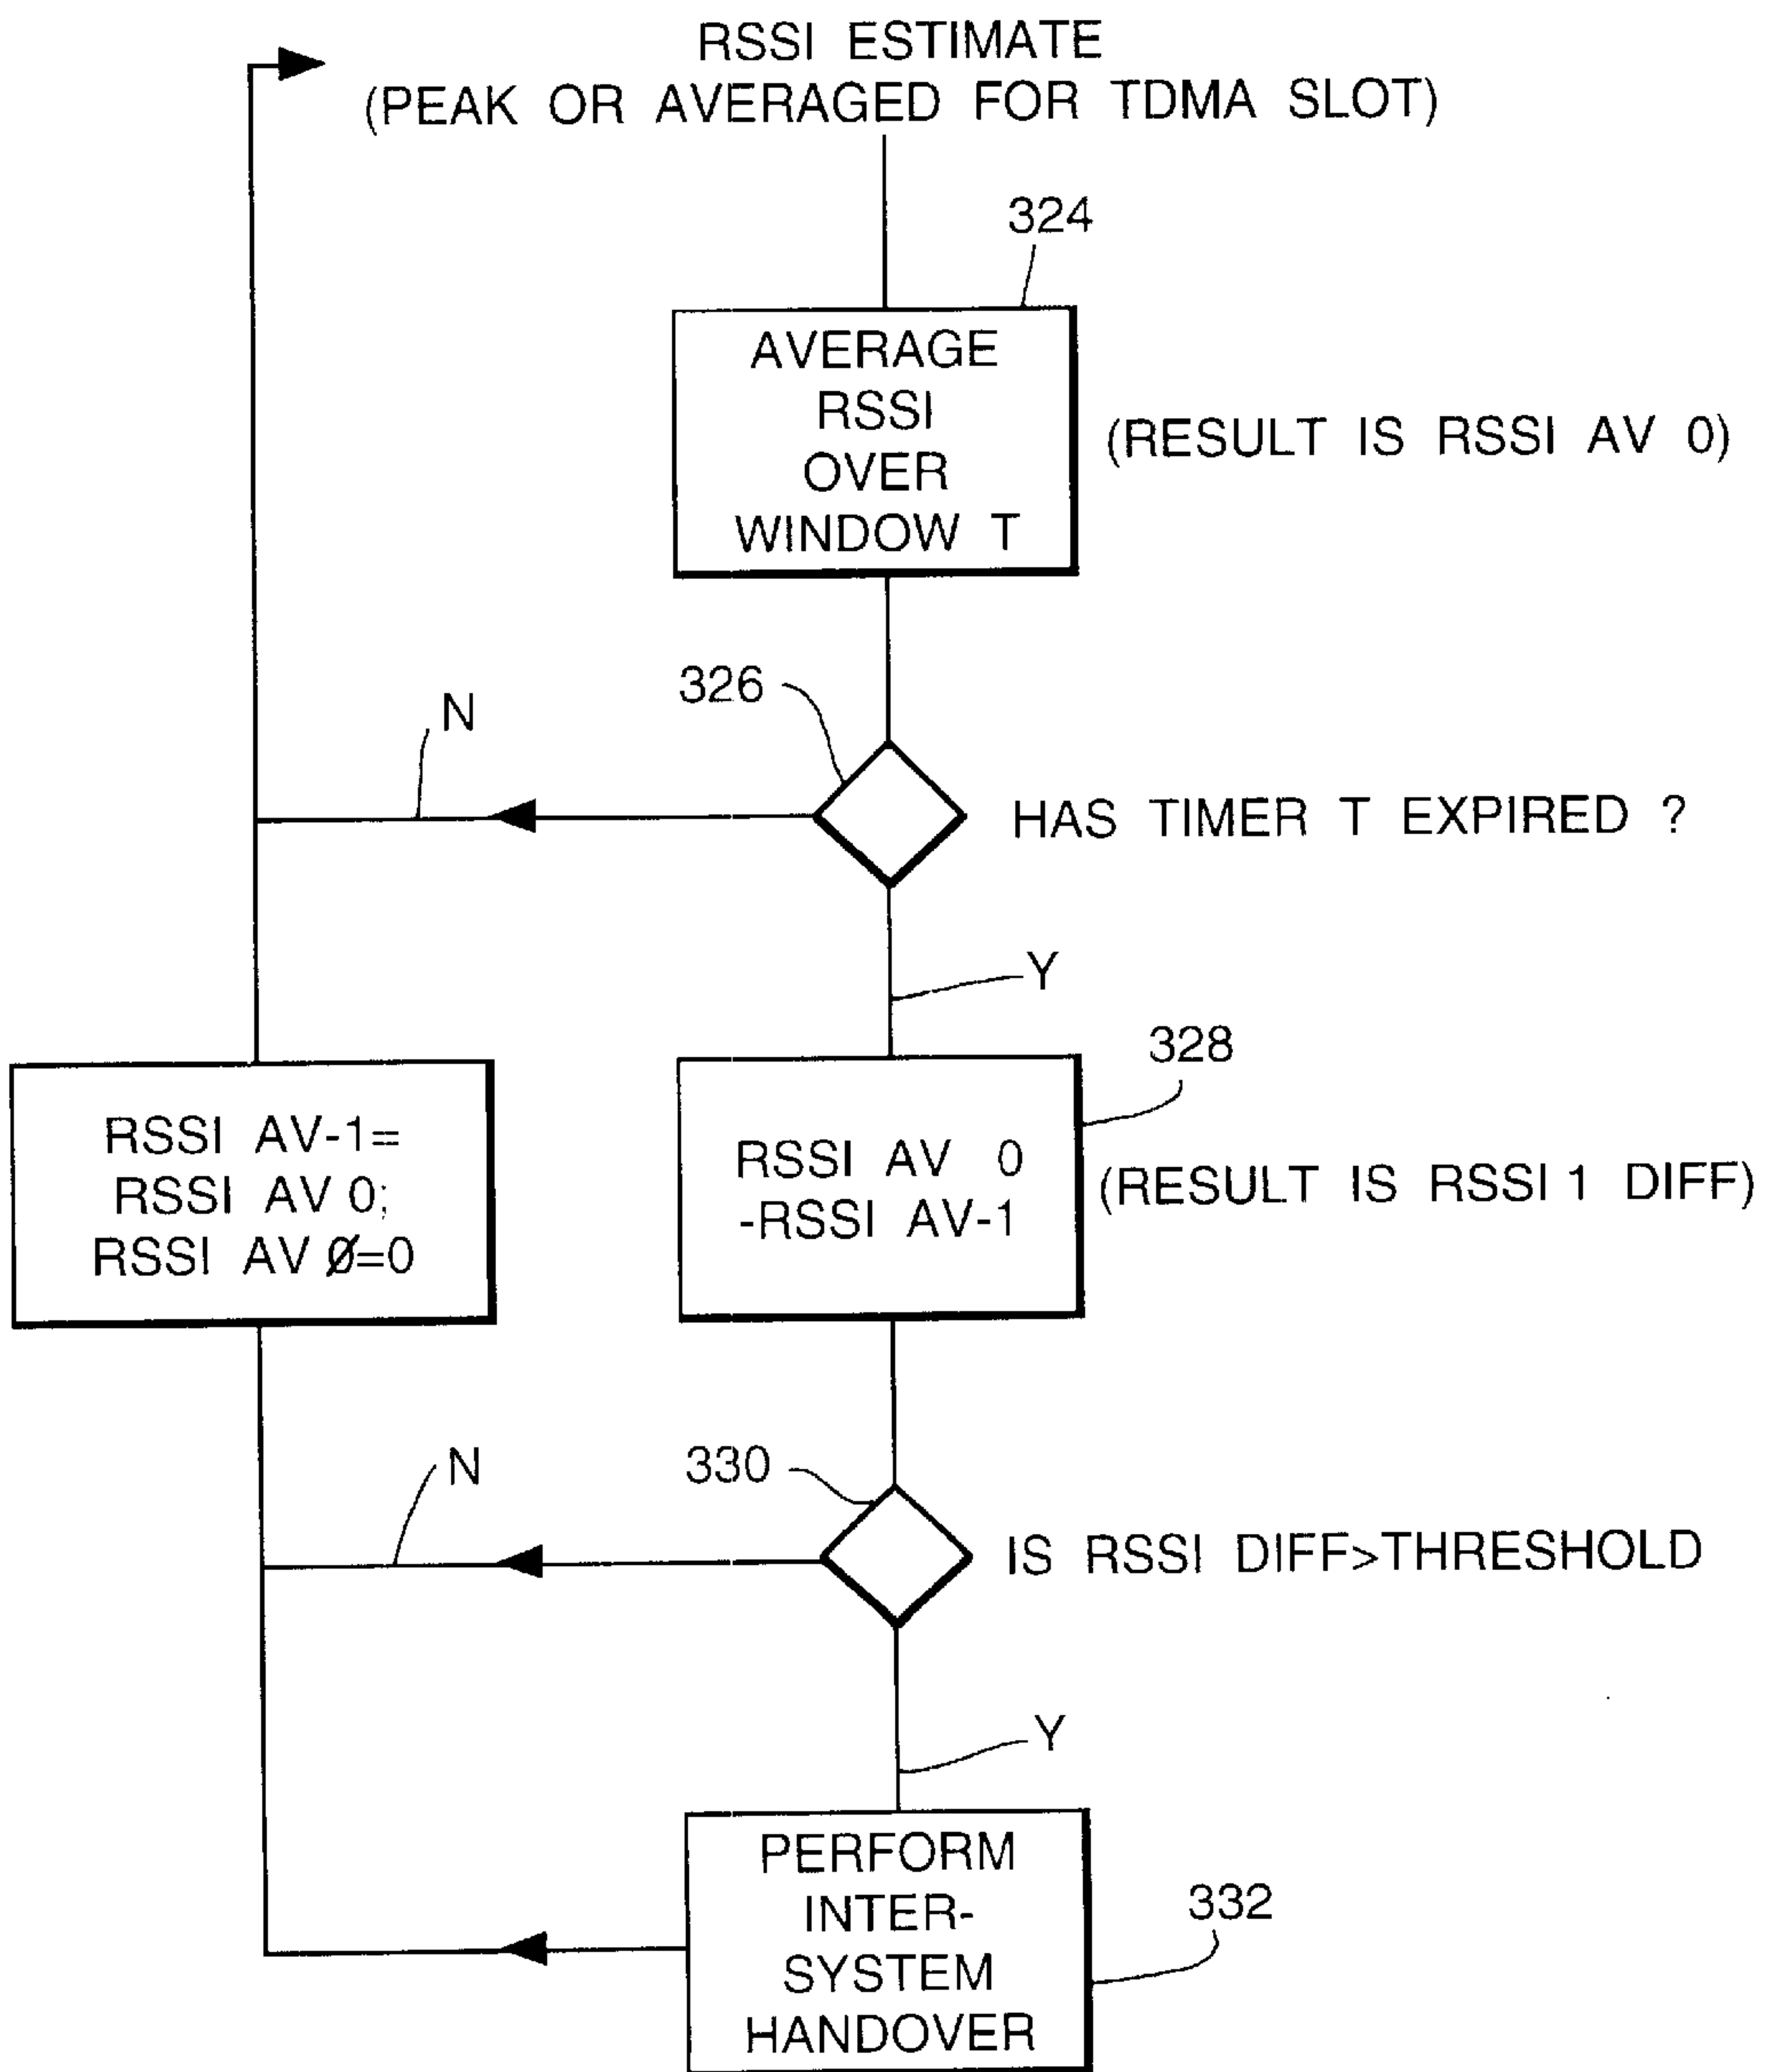 RSSI ESTIMATE
(PEAK OR AVERAGED FOR TDMA SLOT)
324
AVERAGE
RSSI
OVER
WINDOW T
(RESULT IS RSSI AV 0)
326
N
HAS TIMER T EXPIRED ?
Y
328
RSSI AV-1=
RSSI AV 0;
RSSI AV Ø=0
RSSI AV 0
-RSSI AV-1
(RESULT IS RSSI 1 DIFF)
330
N
IS RSSI DIFF>THRESHOLD
Y
PERFORM
INTER-
SYSTEM
HANDOVER
332